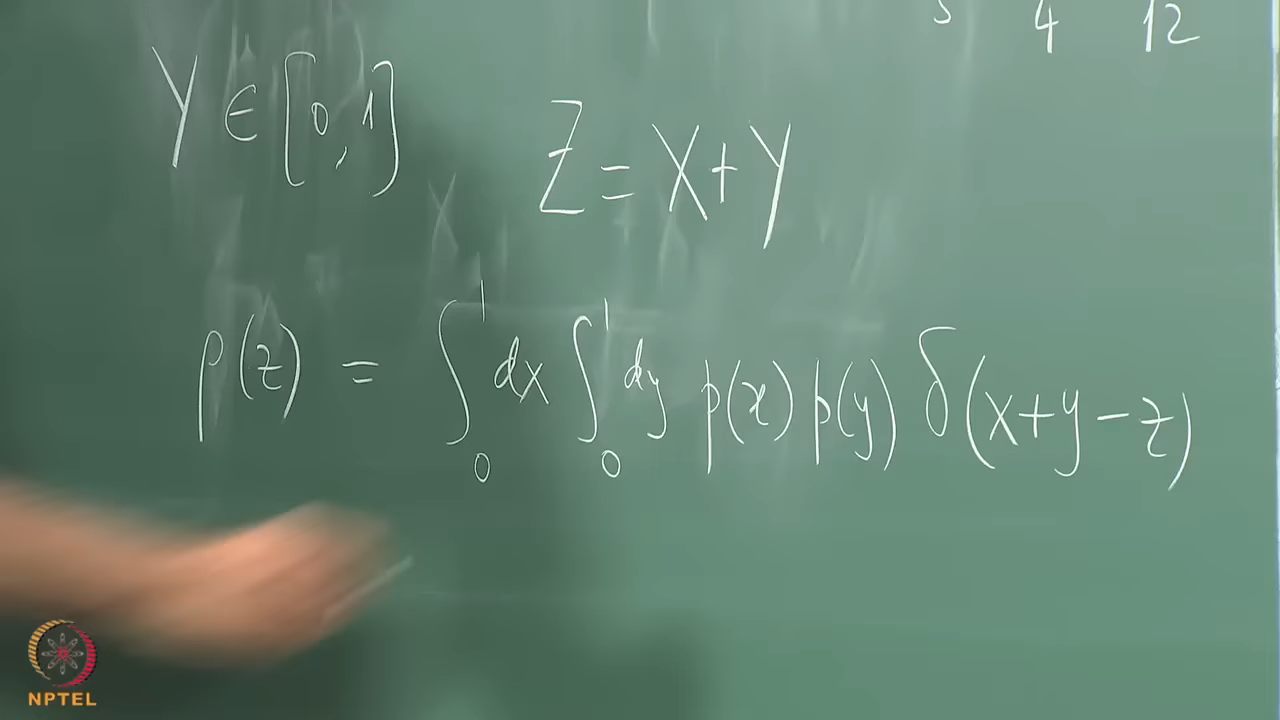 3 4 12
Y ∈ [0, 1]
Z = X + Y
ρ(z) = ∫₀¹ dx ∫₀¹ dy p(x) p(y) δ(x + y − z)
NPTEL